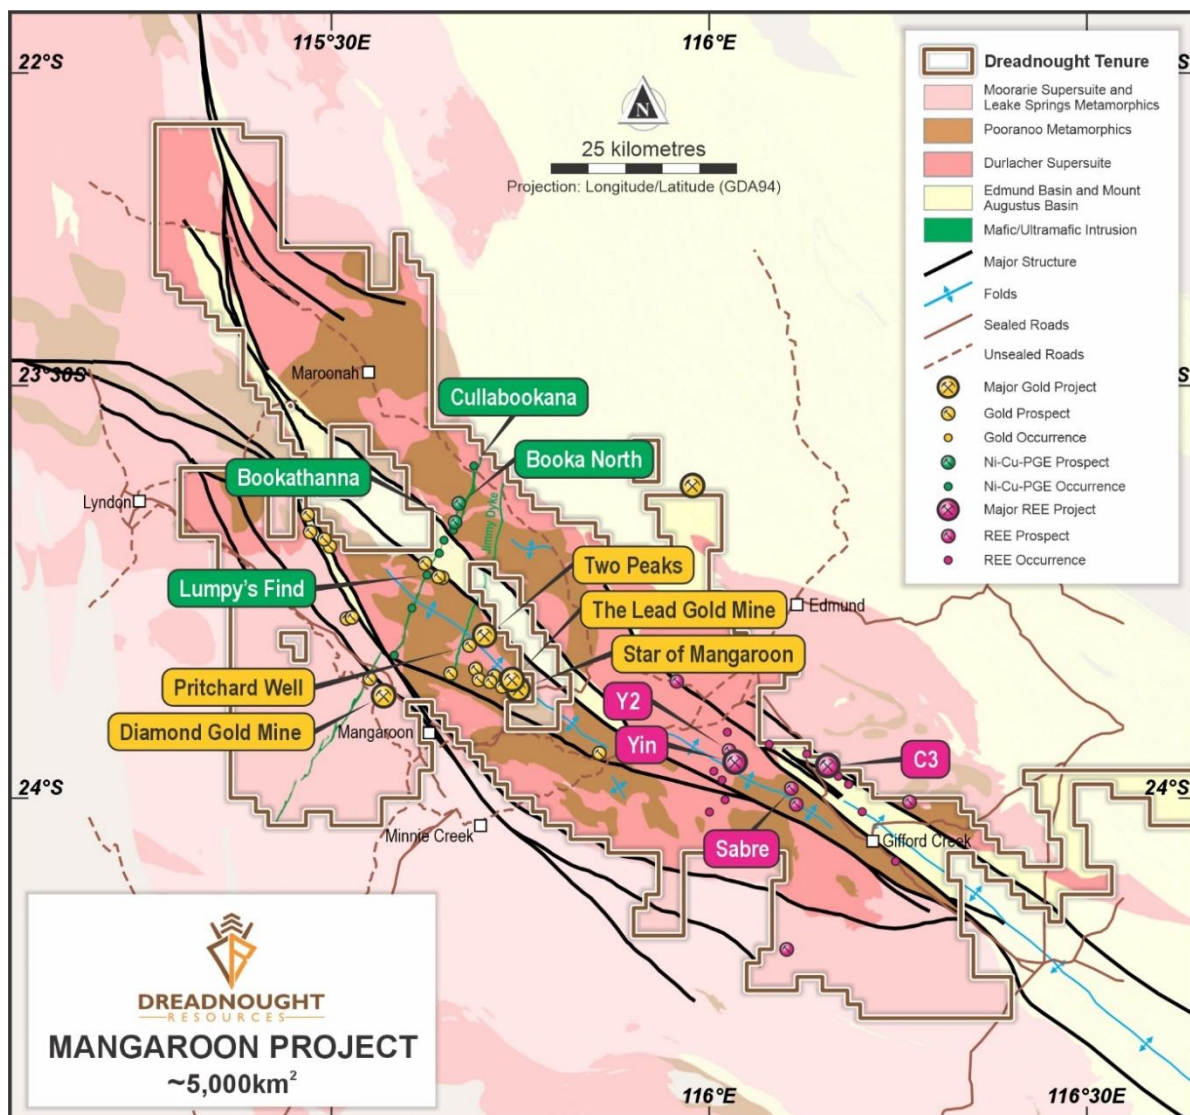 115°30E
116°E
22°S
S
N
25 kilometres
Projection: Longitude/Latitude (GDA94)
Dreadnought Tenure
Moorarie Supersuite and
Leake Springs Metamorphics
Pooranoo Metamorphics
Durlacher Supersuite
Edmund Basin and Mount
Augustus Basin
Mafic/Ultramafic Intrusion
Major Structure
Folds
Sealed Roads
Unsealed Roads
Major Gold Project
Gold Prospect
Gold Occurrence
Ni-Cu-PGE Prospect
Ni-Cu-PGE Occurrence
Major REE Project
REE Prospect
REE Occurrence
23°30S
S
Maroonah
Cullabookana
Booka North
Bookathanna
Lyndon
Jimmy Dyke
Two Peaks
Lumpy's Find
The Lead Gold Mine
Edmund
Star of Mangaroon
Pritchard Well
Y2
Diamond Gold Mine
Mangaroon
Yin
C3
24°S
24°S
Minnie Creek
Sabre
Gifford Creek
DREADNOUGHT
RESOURCES
MANGAROON PROJECT
~5,000km²
116°E
116°30E